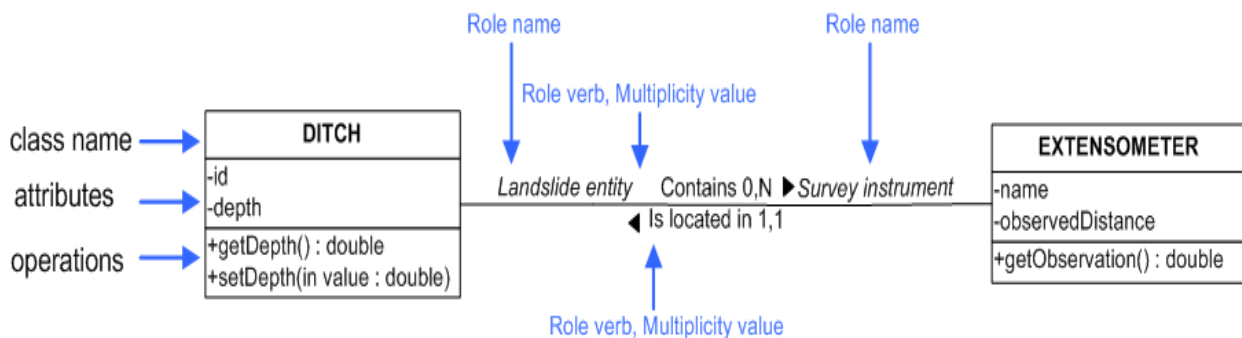 Role name
Role name
Role verb, Multiplicity value
class name
DITCH
EXTENSOMETER
attributes
-id
-depth
Landslide entity
Contains 0,N
Survey instrument
Is located in 1,1
-name
-observedDistance
operations
+getDepth() : double
+setDepth(in value : double)
+getObservation() : double
Role verb, Multiplicity value